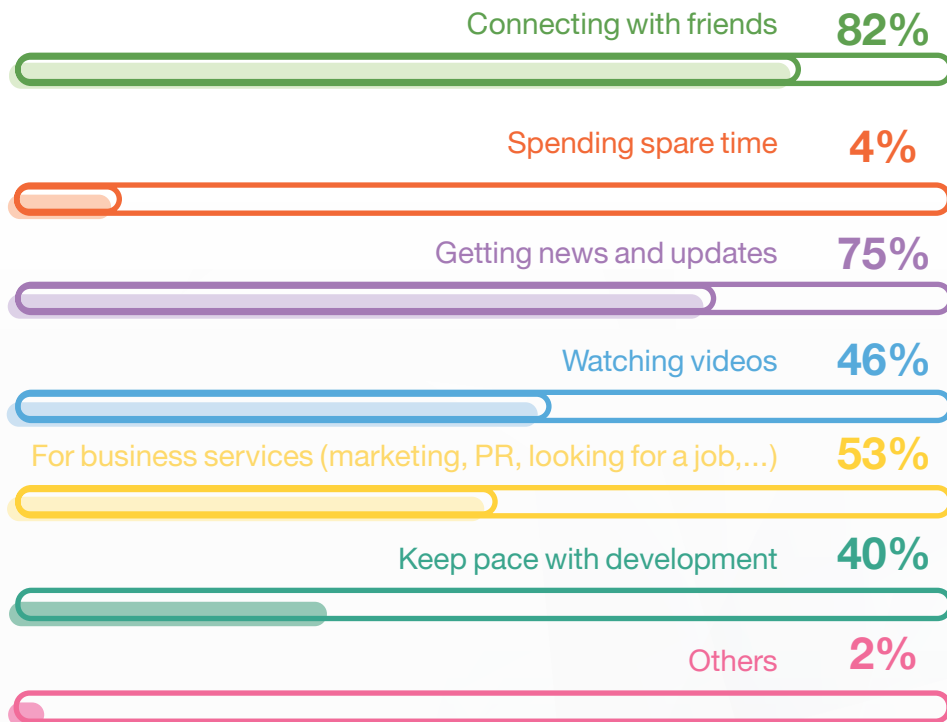 Connecting with friends 82%
Spending spare time 4%
Getting news and updates 75%
Watching videos 46%
For business services (marketing, PR, looking for a job,...) 53%
Keep pace with development 40%
Others 2%